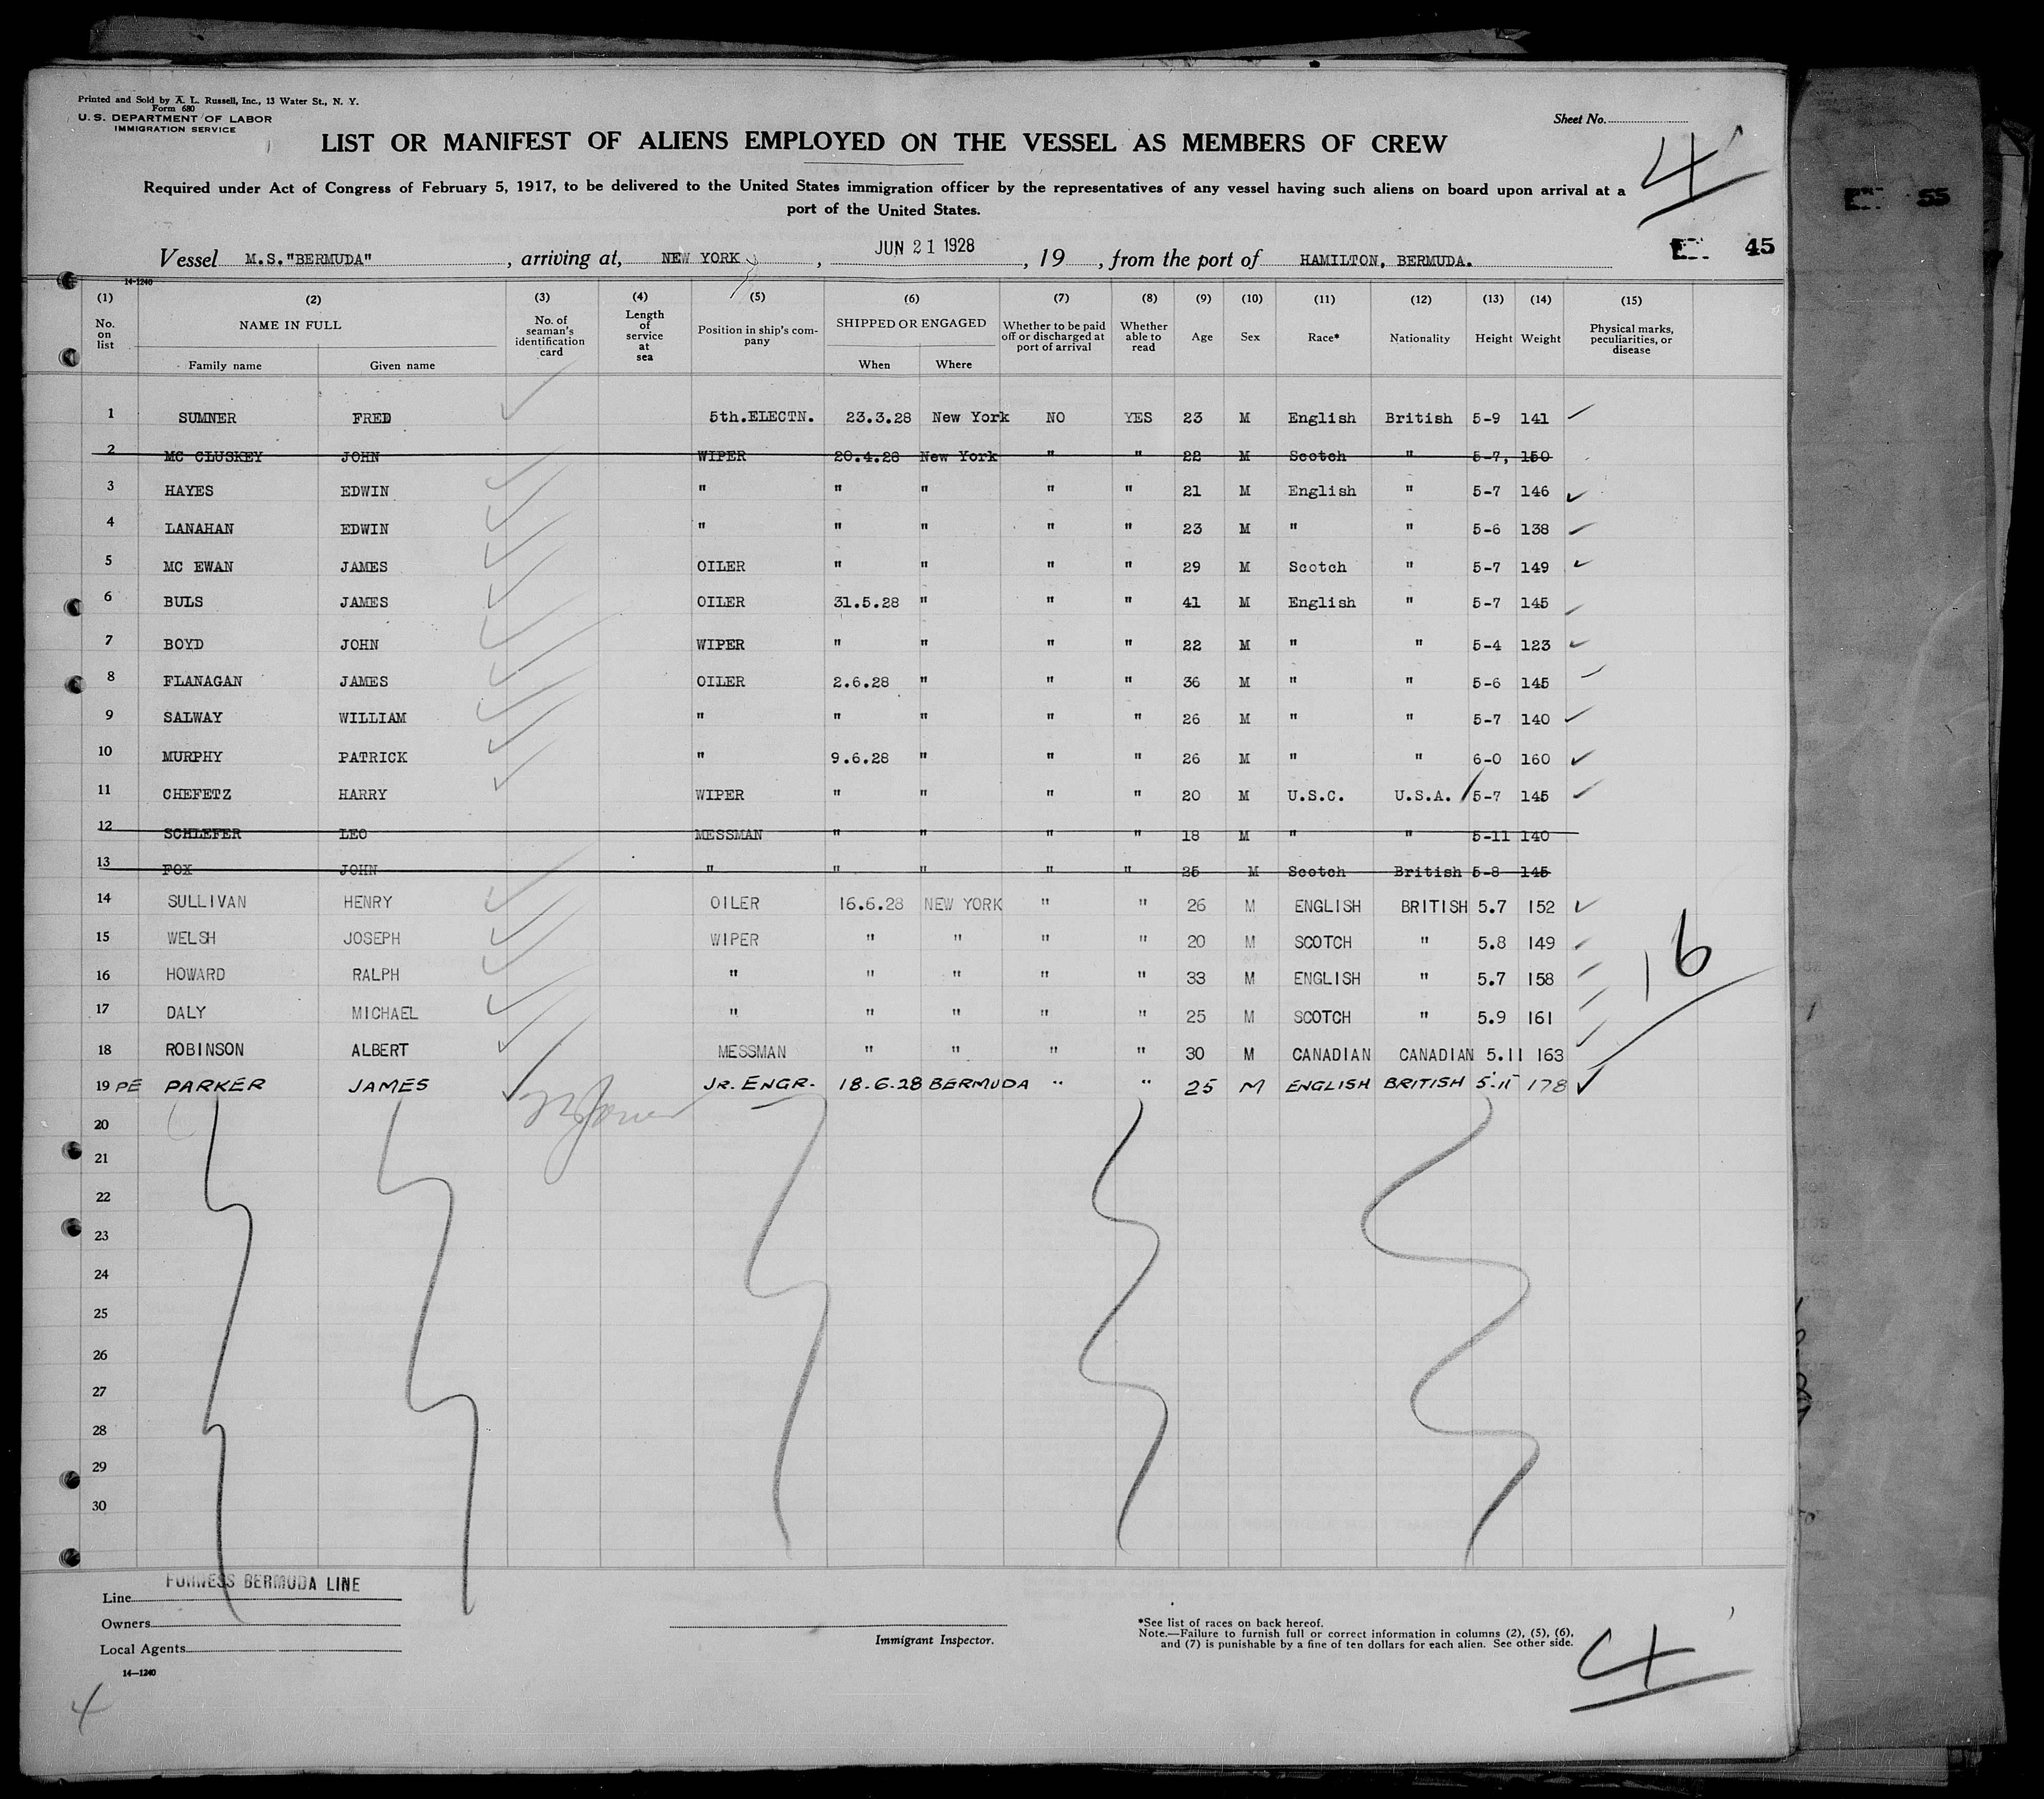 Printed and Sold by A. L. Russell, Inc., 13 Water St., N. Y.
Form 680
U. S. DEPARTMENT OF LABOR
IMMIGRATION SERVICE
Sheet No.
4
LIST OR MANIFEST OF ALIENS EMPLOYED ON THE VESSEL AS MEMBERS OF CREW
Required under Act of Congress of February 5, 1917, to be delivered to the United States immigration officer by the representatives of any vessel having such aliens on board upon arrival at a
port of the United States.
55
45
Vessel M.S."BERMUDA", arriving at, NEW YORK, JUN 21 1928, 19 , from the port of HAMILTON, BERMUDA.
14-1240
(1) (2) (3) (4) (5) (6) (7) (8) (9) (10) (11) (12) (13) (14) (15)
No. on list NAME IN FULL Family name Given name No. of seaman's identification card Length of service at sea Position in ship's com-pany SHIPPED OR ENGAGED When Where Whether to be paid off or discharged at port of arrival Whether able to read Age Sex Race* Nationality Height Weight Physical marks, peculiarities, or disease
1 SUMNER FRED 5th.ELECTN. 23.3.28 New York NO YES 23 M English British 5-9 141
2 MC CLUSKEY JOHN WIPER 20.4.28 New York " " 22 M Scotch " 5-7, 150
3 HAYES EDWIN " " " " " 21 M English " 5-7 146
4 LANAHAN EDWIN " " " " " 23 M " " 5-6 138
5 MC EWAN JAMES OILER " " " " 29 M Scotch " 5-7 149
6 BULS JAMES OILER 31.5.28 " " " 41 M English " 5-7 145
7 BOYD JOHN WIPER " " " " 22 M " " 5-4 123
8 FLANAGAN JAMES OILER 2.6.28 " " " 36 M " " 5-6 145
9 SALWAY WILLIAM " " " " " 26 M " " 5-7 140
10 MURPHY PATRICK " 9.6.28 " " " 26 M " " 6-0 160
11 CHEFETZ HARRY WIPER " " " " 20 M U.S.C. U.S.A. 5-7 145
12 SCHLEFER LEO MESSMAN " " " " 18 M " " 5-11 140
13 FOX JOHN " " " " " 25 M Scotch British 5-8 145
14 SULLIVAN HENRY OILER 16.6.28 NEW YORK " " 26 M ENGLISH BRITISH 5.7 152
15 WELSH JOSEPH WIPER " " " " 20 M SCOTCH " 5.8 149
16 HOWARD RALPH " " " " " 33 M ENGLISH " 5.7 158
17 DALY MICHAEL " " " " " 25 M SCOTCH " 5.9 161
18 ROBINSON ALBERT MESSMAN " " " " 30 M CANADIAN CANADIAN 5.11 163
19 PE PARKER JAMES JR. ENGR. 18.6.28 BERMUDA " " 25 M ENGLISH BRITISH 5.11 178
16
20
21
22
23
24
25
26
27
28
29
30
Line FURNESS BERMUDA LINE
Owners
Local Agents
14-1240
Immigrant Inspector.
*See list of races on back hereof.
Note.—Failure to furnish full or correct information in columns (2), (5), (6),
and (7) is punishable by a fine of ten dollars for each alien. See other side.
4
4